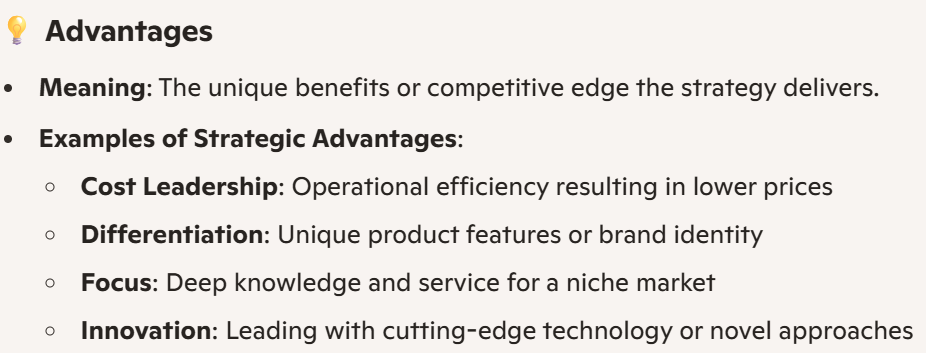 💡 Advantages
• Meaning: The unique benefits or competitive edge the strategy delivers.
• Examples of Strategic Advantages:
○ Cost Leadership: Operational efficiency resulting in lower prices
○ Differentiation: Unique product features or brand identity
○ Focus: Deep knowledge and service for a niche market
○ Innovation: Leading with cutting-edge technology or novel approaches